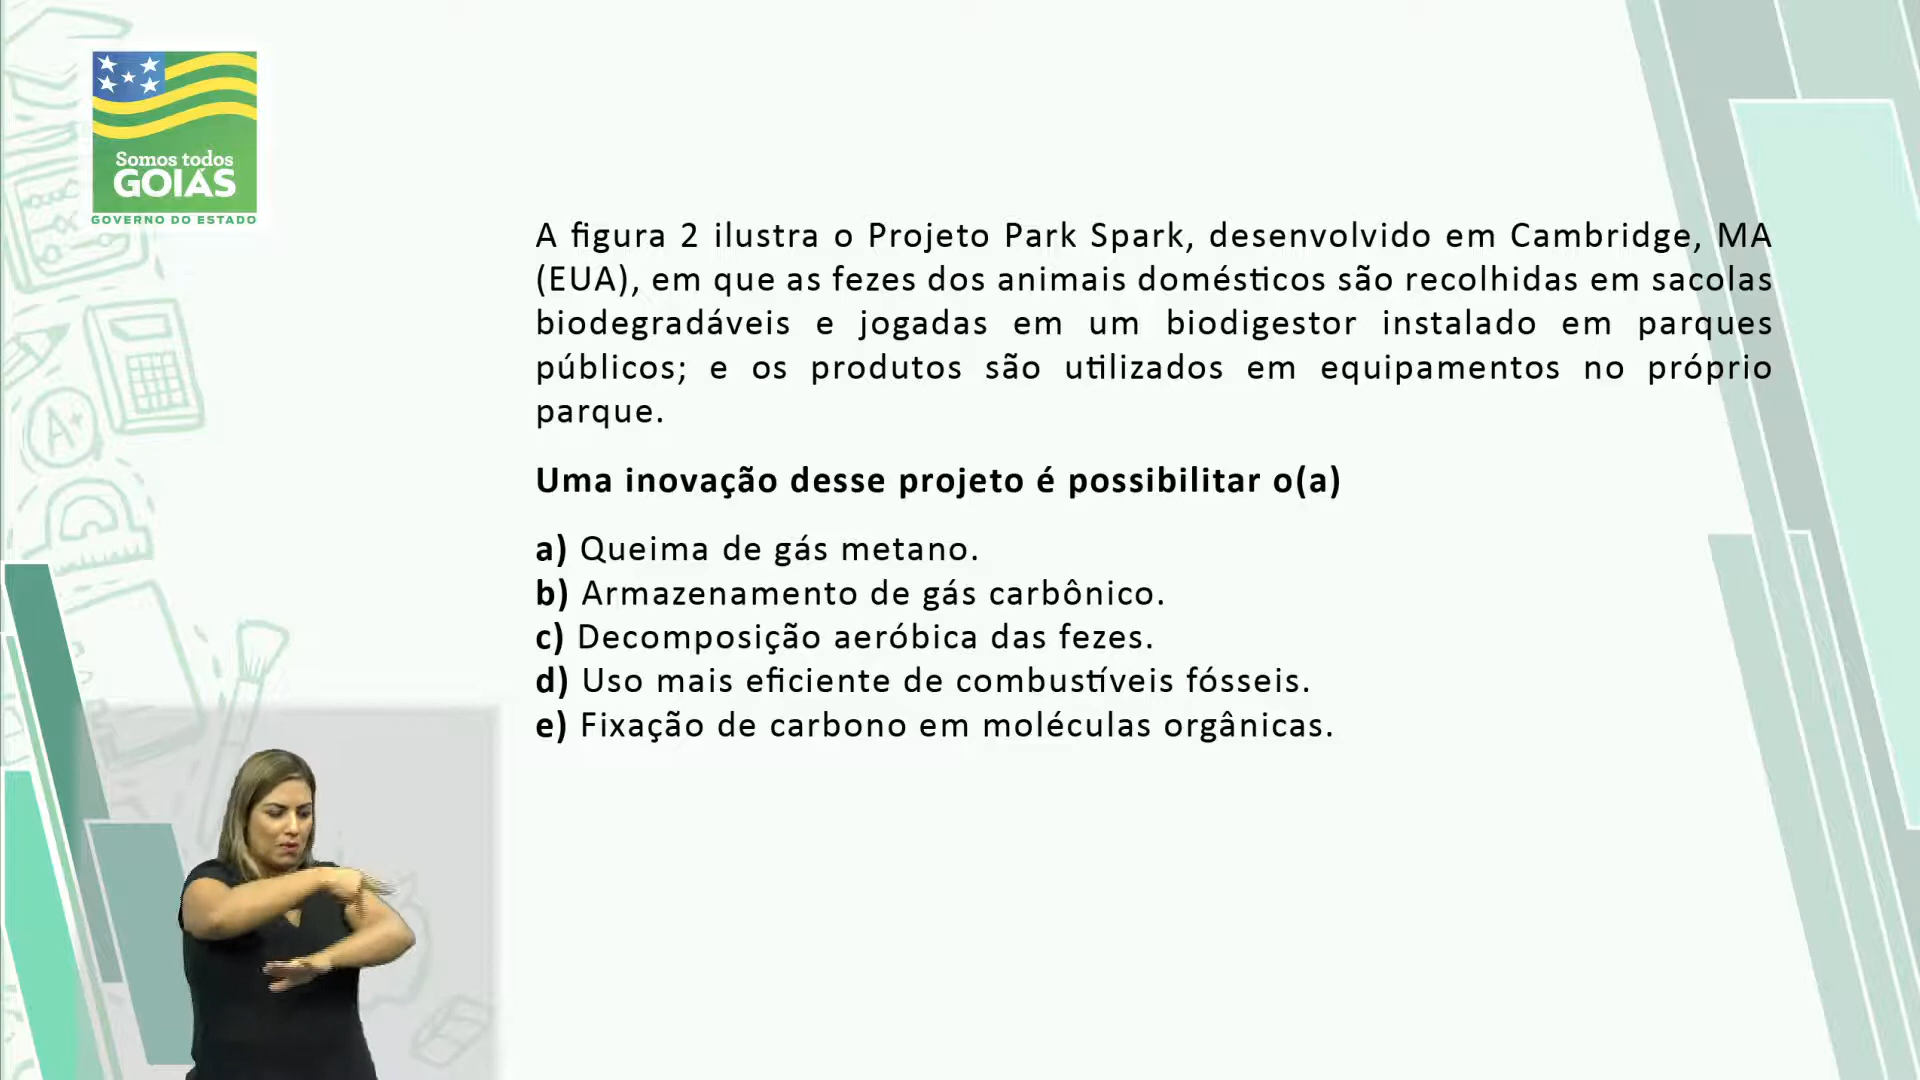 Somos todos
GOIÁS
GOVERNO DO ESTADO
A figura 2 ilustra o Projeto Park Spark, desenvolvido em Cambridge, MA
(EUA), em que as fezes dos animais domésticos são recolhidas em sacolas
biodegradáveis e jogadas em um biodigestor instalado em parques
públicos; e os produtos são utilizados em equipamentos no próprio
parque.
Uma inovação desse projeto é possibilitar o(a)
a) Queima de gás metano.
b) Armazenamento de gás carbônico.
c) Decomposição aeróbica das fezes.
d) Uso mais eficiente de combustíveis fósseis.
e) Fixação de carbono em moléculas orgânicas.
A+